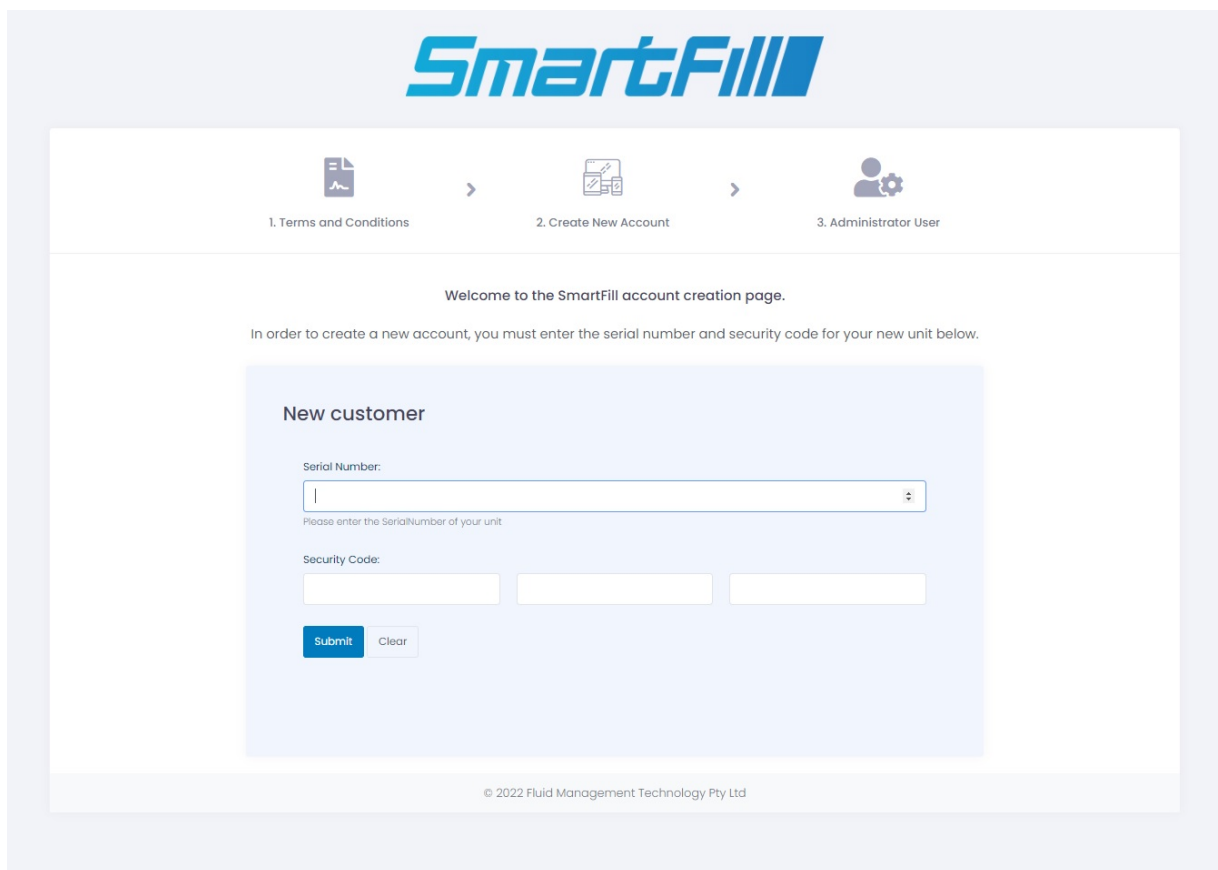 SmartFill
1. Terms and Conditions
2. Create New Account
3. Administrator User
Welcome to the SmartFill account creation page.
In order to create a new account, you must enter the serial number and security code for your new unit below.
New customer
Serial Number:
Please enter the SerialNumber of your unit
Security Code:
Submit Clear
© 2022 Fluid Management Technology Pty Ltd